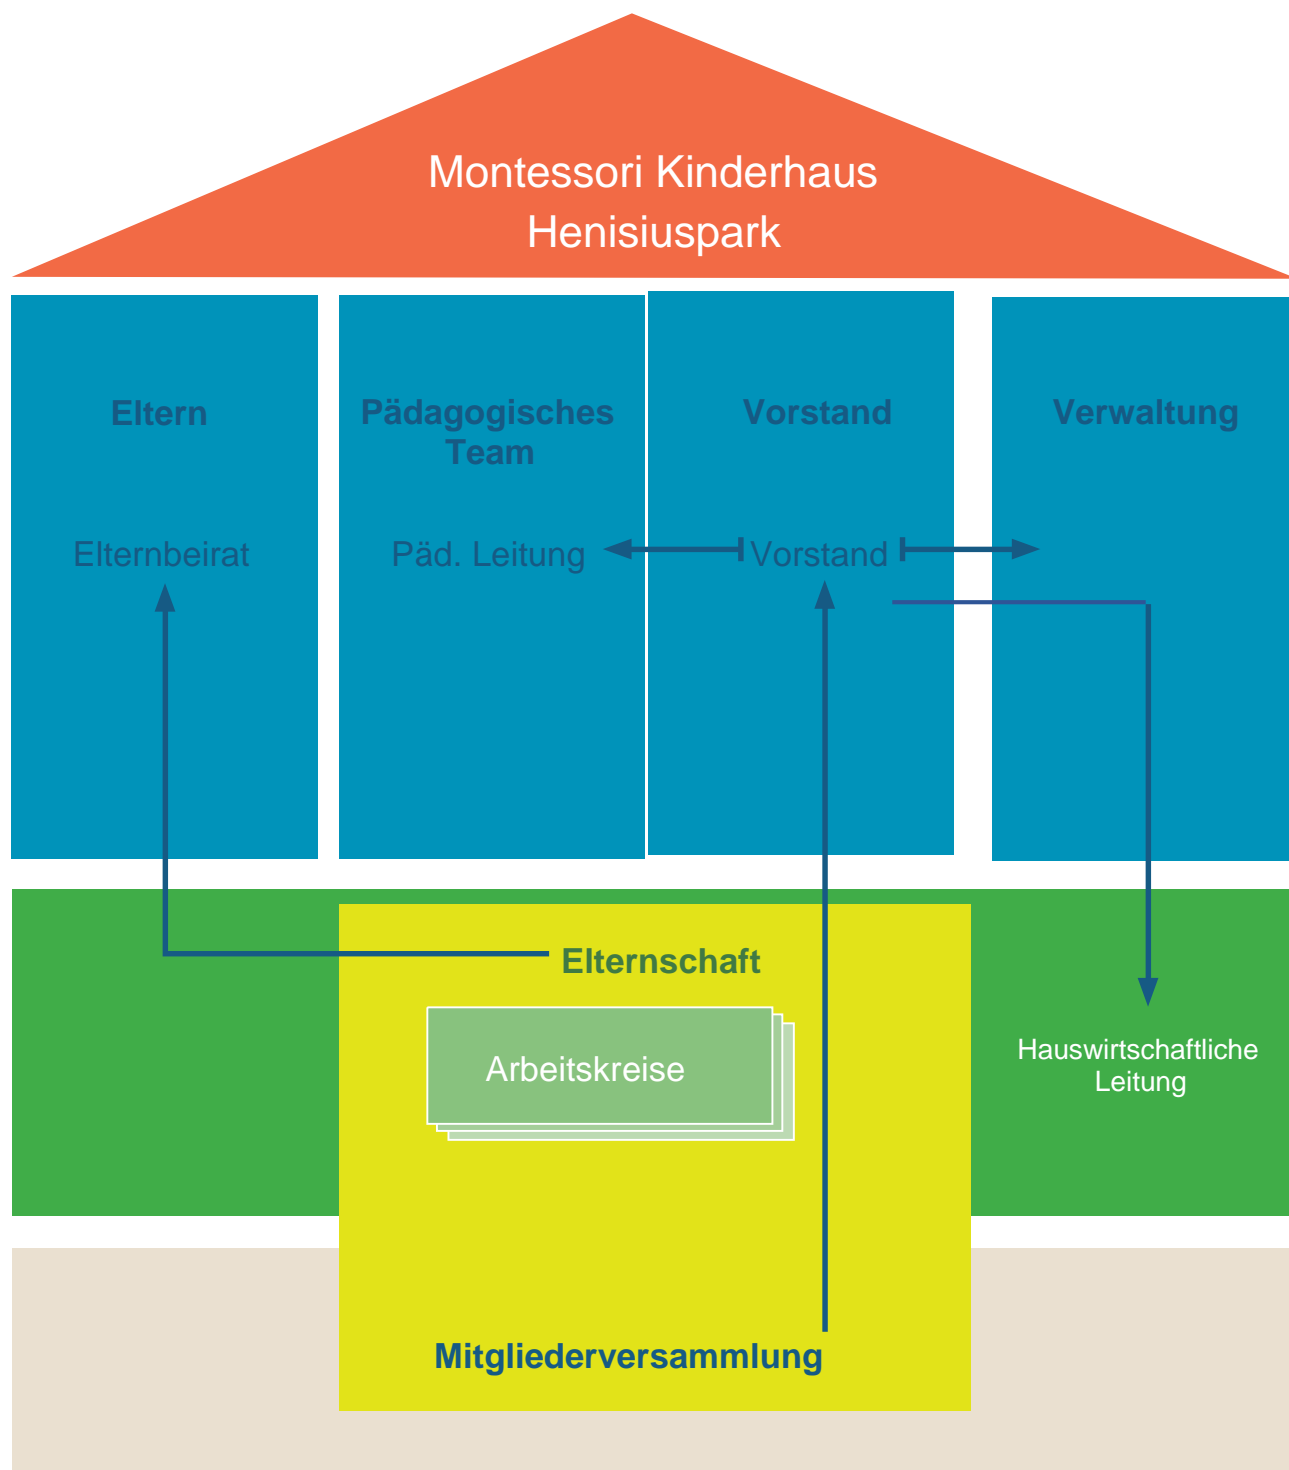 Montessori Kinderhaus
Henisiuspark
Eltern
Pädagogisches
Team
Vorstand
Verwaltung
Elternbeirat
Päd. Leitung
Vorstand
Elternschaft
Arbeitskreise
Hauswirtschaftliche
Leitung
Mitgliederversammlung